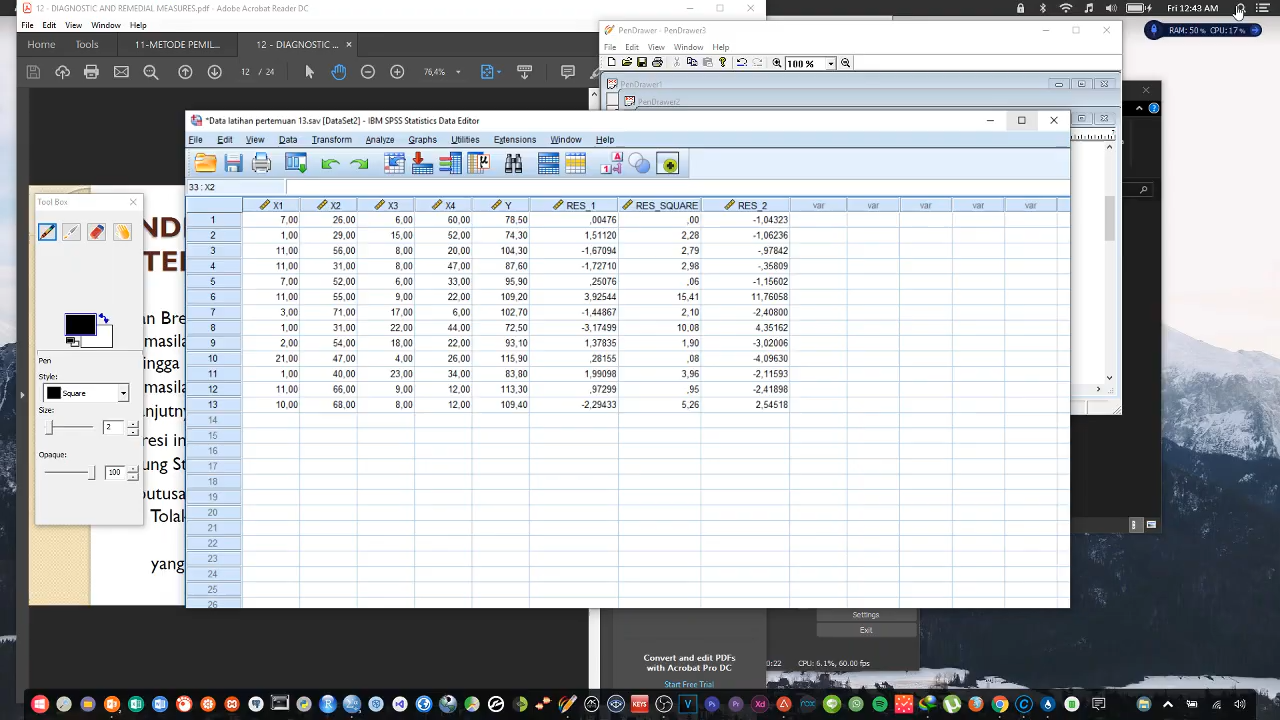 12 - DIAGNOSTIC AND REMEDIAL MEASURES.pdf - Adobe Acrobat Reader DC
Fri 12:43 AM
File Edit View Window Help
PenDrawer - PenDrawer3
RAM: 50 % CPU: 17 %
Home Tools 11-METODE PEMIL... 12 - DIAGNOSTIC ... ×
File Edit View Window Help
12 / 24 76,4%
100 %
PenDrawer1
PenDrawer2
*Data latihan pertemuan 13.sav [DataSet2] - IBM SPSS Statistics Data Editor
File Edit View Data Transform Analyze Graphs Utilities Extensions Window Help
33 : X2
X1 X2 X3 X4 Y RES_1 RES_SQUARE RES_2 var var var var var
1 7,00 26,00 6,00 60,00 78,50 ,00476 ,00 -1,04323
2 1,00 29,00 15,00 52,00 74,30 1,51120 2,28 -1,06236
3 11,00 56,00 8,00 20,00 104,30 -1,67094 2,79 -,97842
4 11,00 31,00 8,00 47,00 87,60 -1,72710 2,98 -,35809
5 7,00 52,00 6,00 33,00 95,90 ,25076 ,06 -1,15602
6 11,00 55,00 9,00 22,00 109,20 3,92544 15,41 11,76058
7 3,00 71,00 17,00 6,00 102,70 -1,44867 2,10 -2,40800
8 1,00 31,00 22,00 44,00 72,50 -3,17499 10,08 4,35162
9 2,00 54,00 18,00 22,00 93,10 1,37835 1,90 -3,02006
10 21,00 47,00 4,00 26,00 115,90 ,28155 ,08 -4,09630
11 1,00 40,00 23,00 34,00 83,80 1,99098 3,96 -2,11593
12 11,00 66,00 9,00 12,00 113,30 ,97299 ,95 -2,41898
13 10,00 68,00 8,00 12,00 109,40 -2,29433 5,26 2,54518
14
15
16
17
18
19
20
21
22
23
24
25
26
Tool Box
Pen
Style:
Square
Size:
2
Opaque:
100
Tolak
yang
Settings
Exit
0:22 CPU: 6.1%, 60.00 fps
Convert and edit PDFs
with Acrobat Pro DC
Start Free Trial